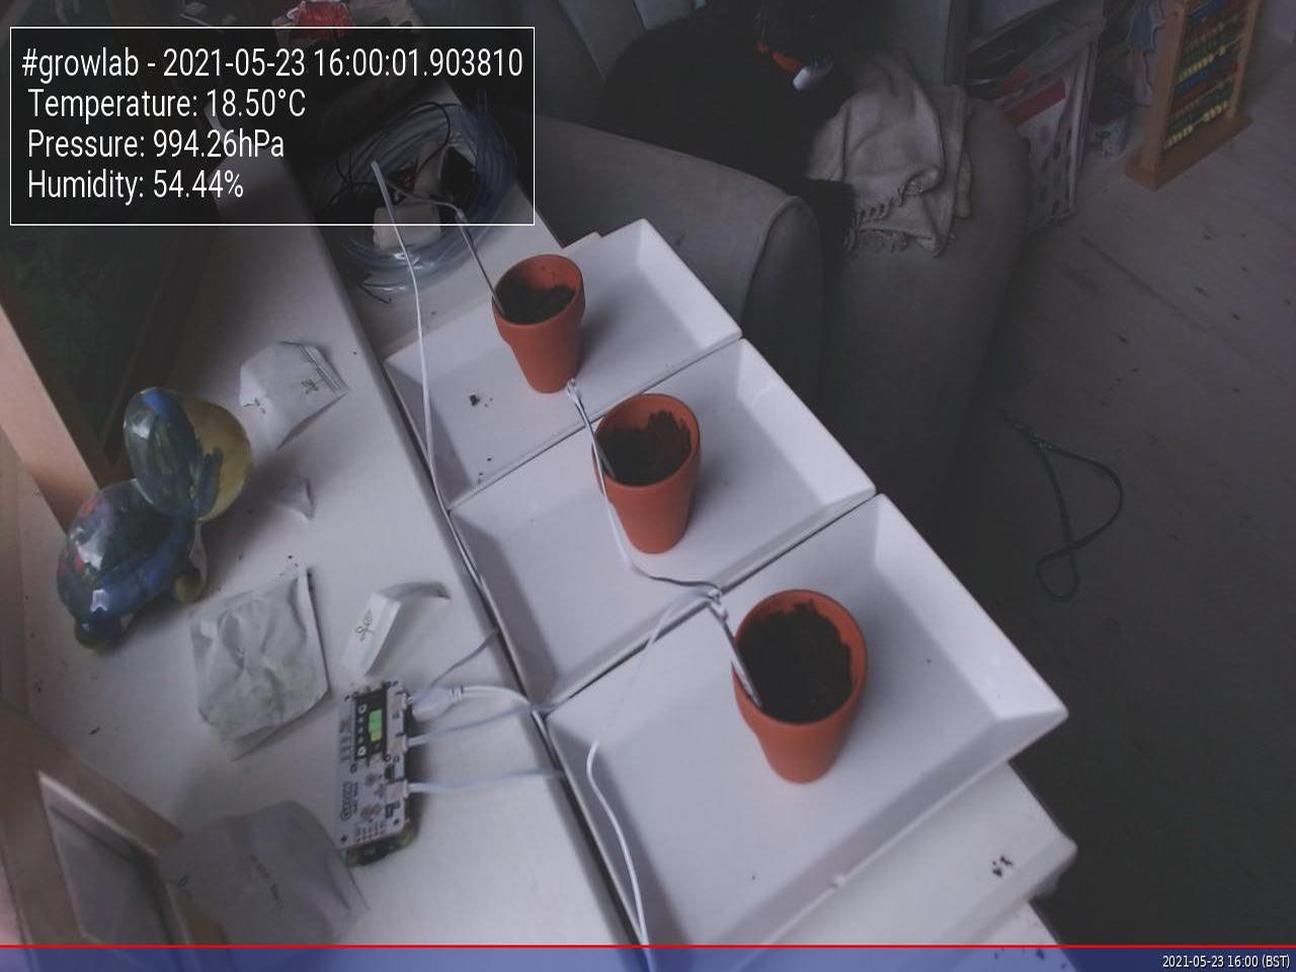 #growlab - 2021-05-23 16:00:01.903810
Temperature: 18.50°C
Pressure: 994.26hPa
Humidity: 54.44%
2021-05-23 16:00 (BST)